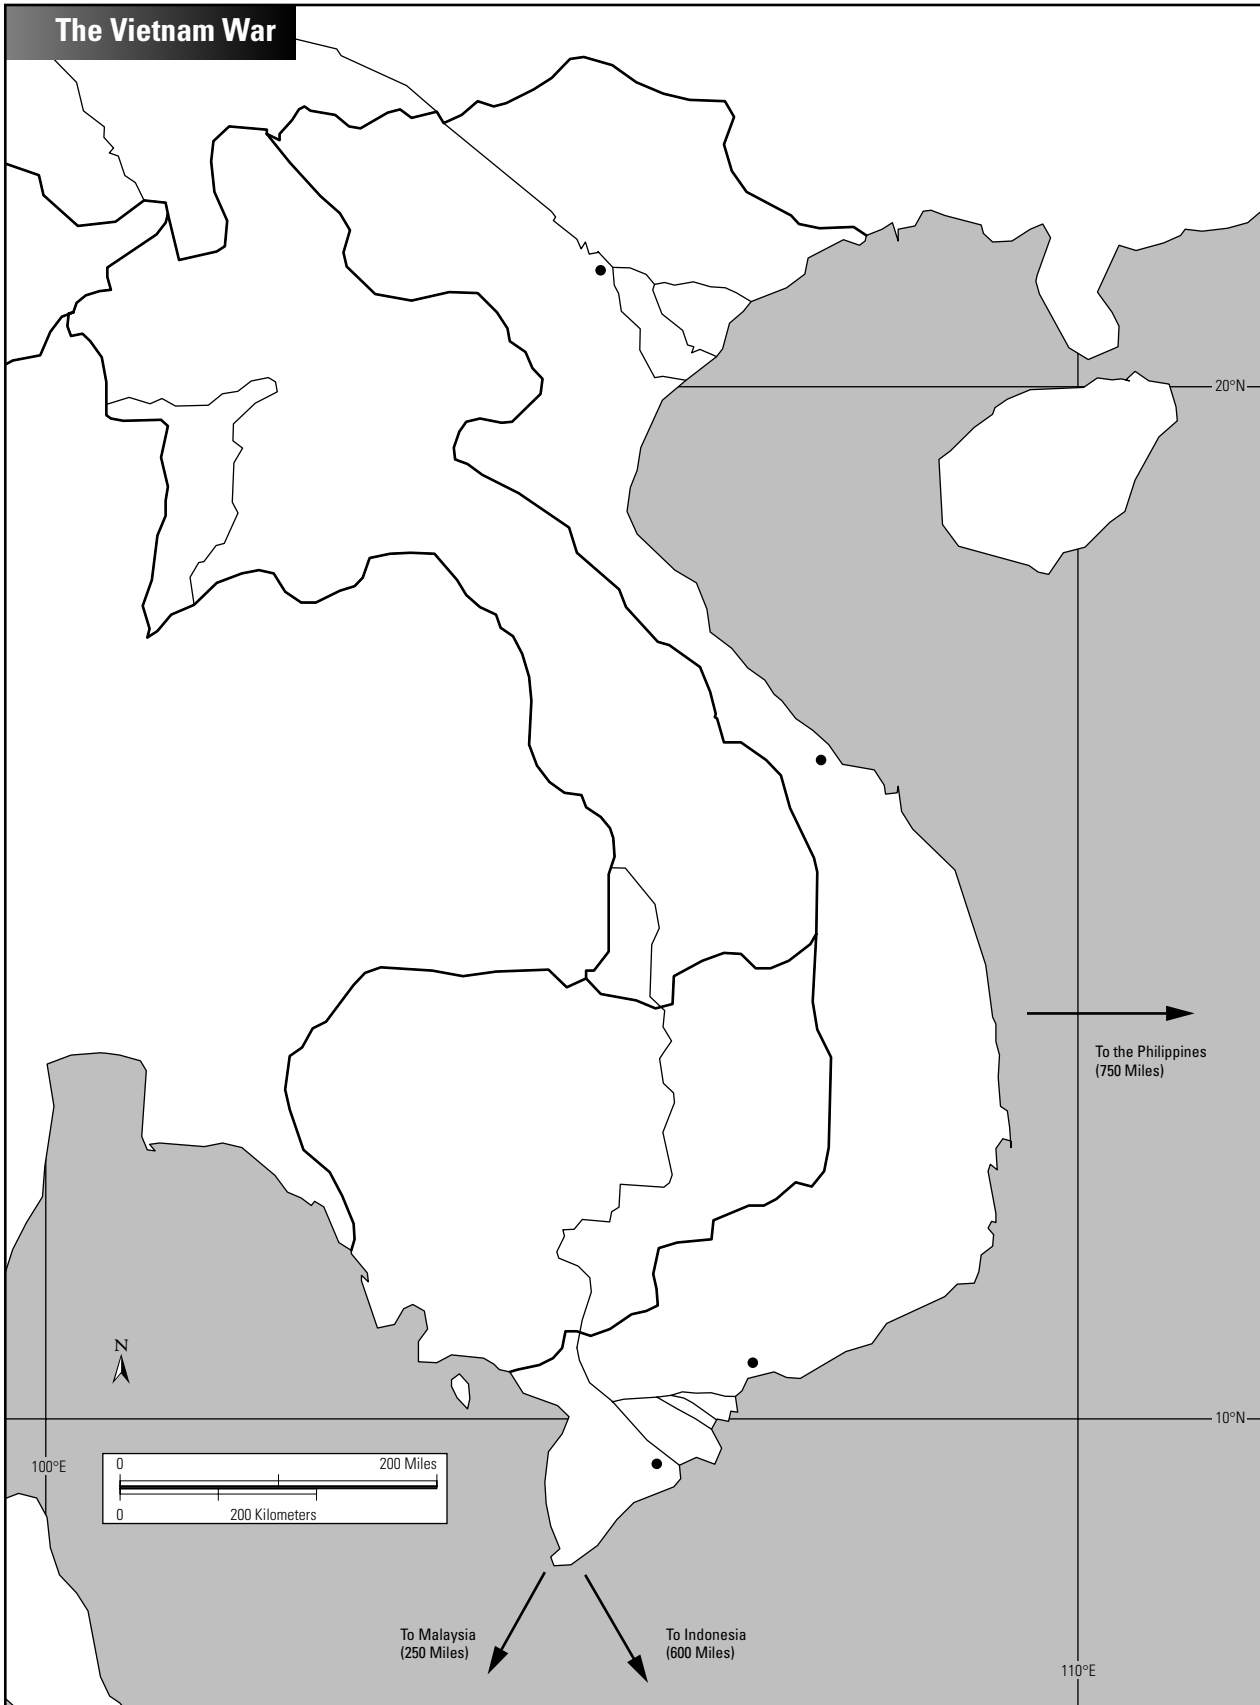 The Vietnam War
20°N
To the Philippines
(750 Miles)
N
10°N
100°E
0 200 Miles
0 200 Kilometers
To Malaysia
(250 Miles)
To Indonesia
(600 Miles)
110°E